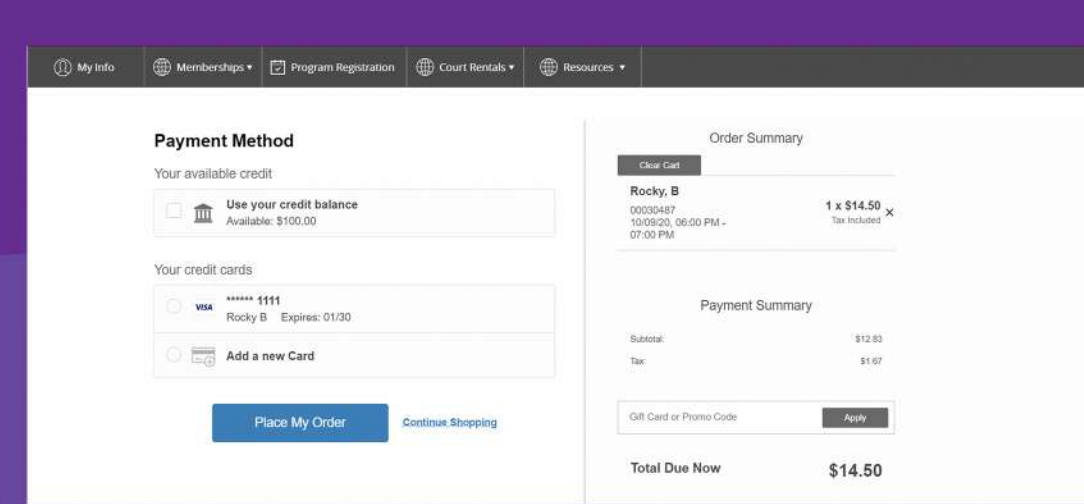 My Info
Memberships
Program Registration
Court Rentals
Resources
Payment Method
Your available credit
Use your credit balance
Available: $100.00
Your credit cards
VISA
****** 1111
Rocky B Expires: 01/30
Add a new Card
Place My Order
Continue Shopping
Order Summary
Clear Cart
Rocky, B
00030487
10/09/20, 06:00 PM -
07:00 PM
1 x $14.50
Tax Included
Payment Summary
Subtotal: $12.83
Tax: $1.67
Gift Card or Promo Code
Apply
Total Due Now $14.50